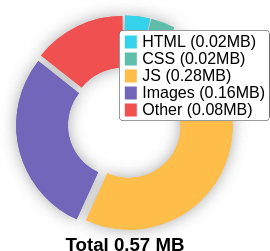 HTML (0.02MB)
CSS (0.02MB)
JS (0.28MB)
Images (0.16MB)
Other (0.08MB)
Total 0.57 MB